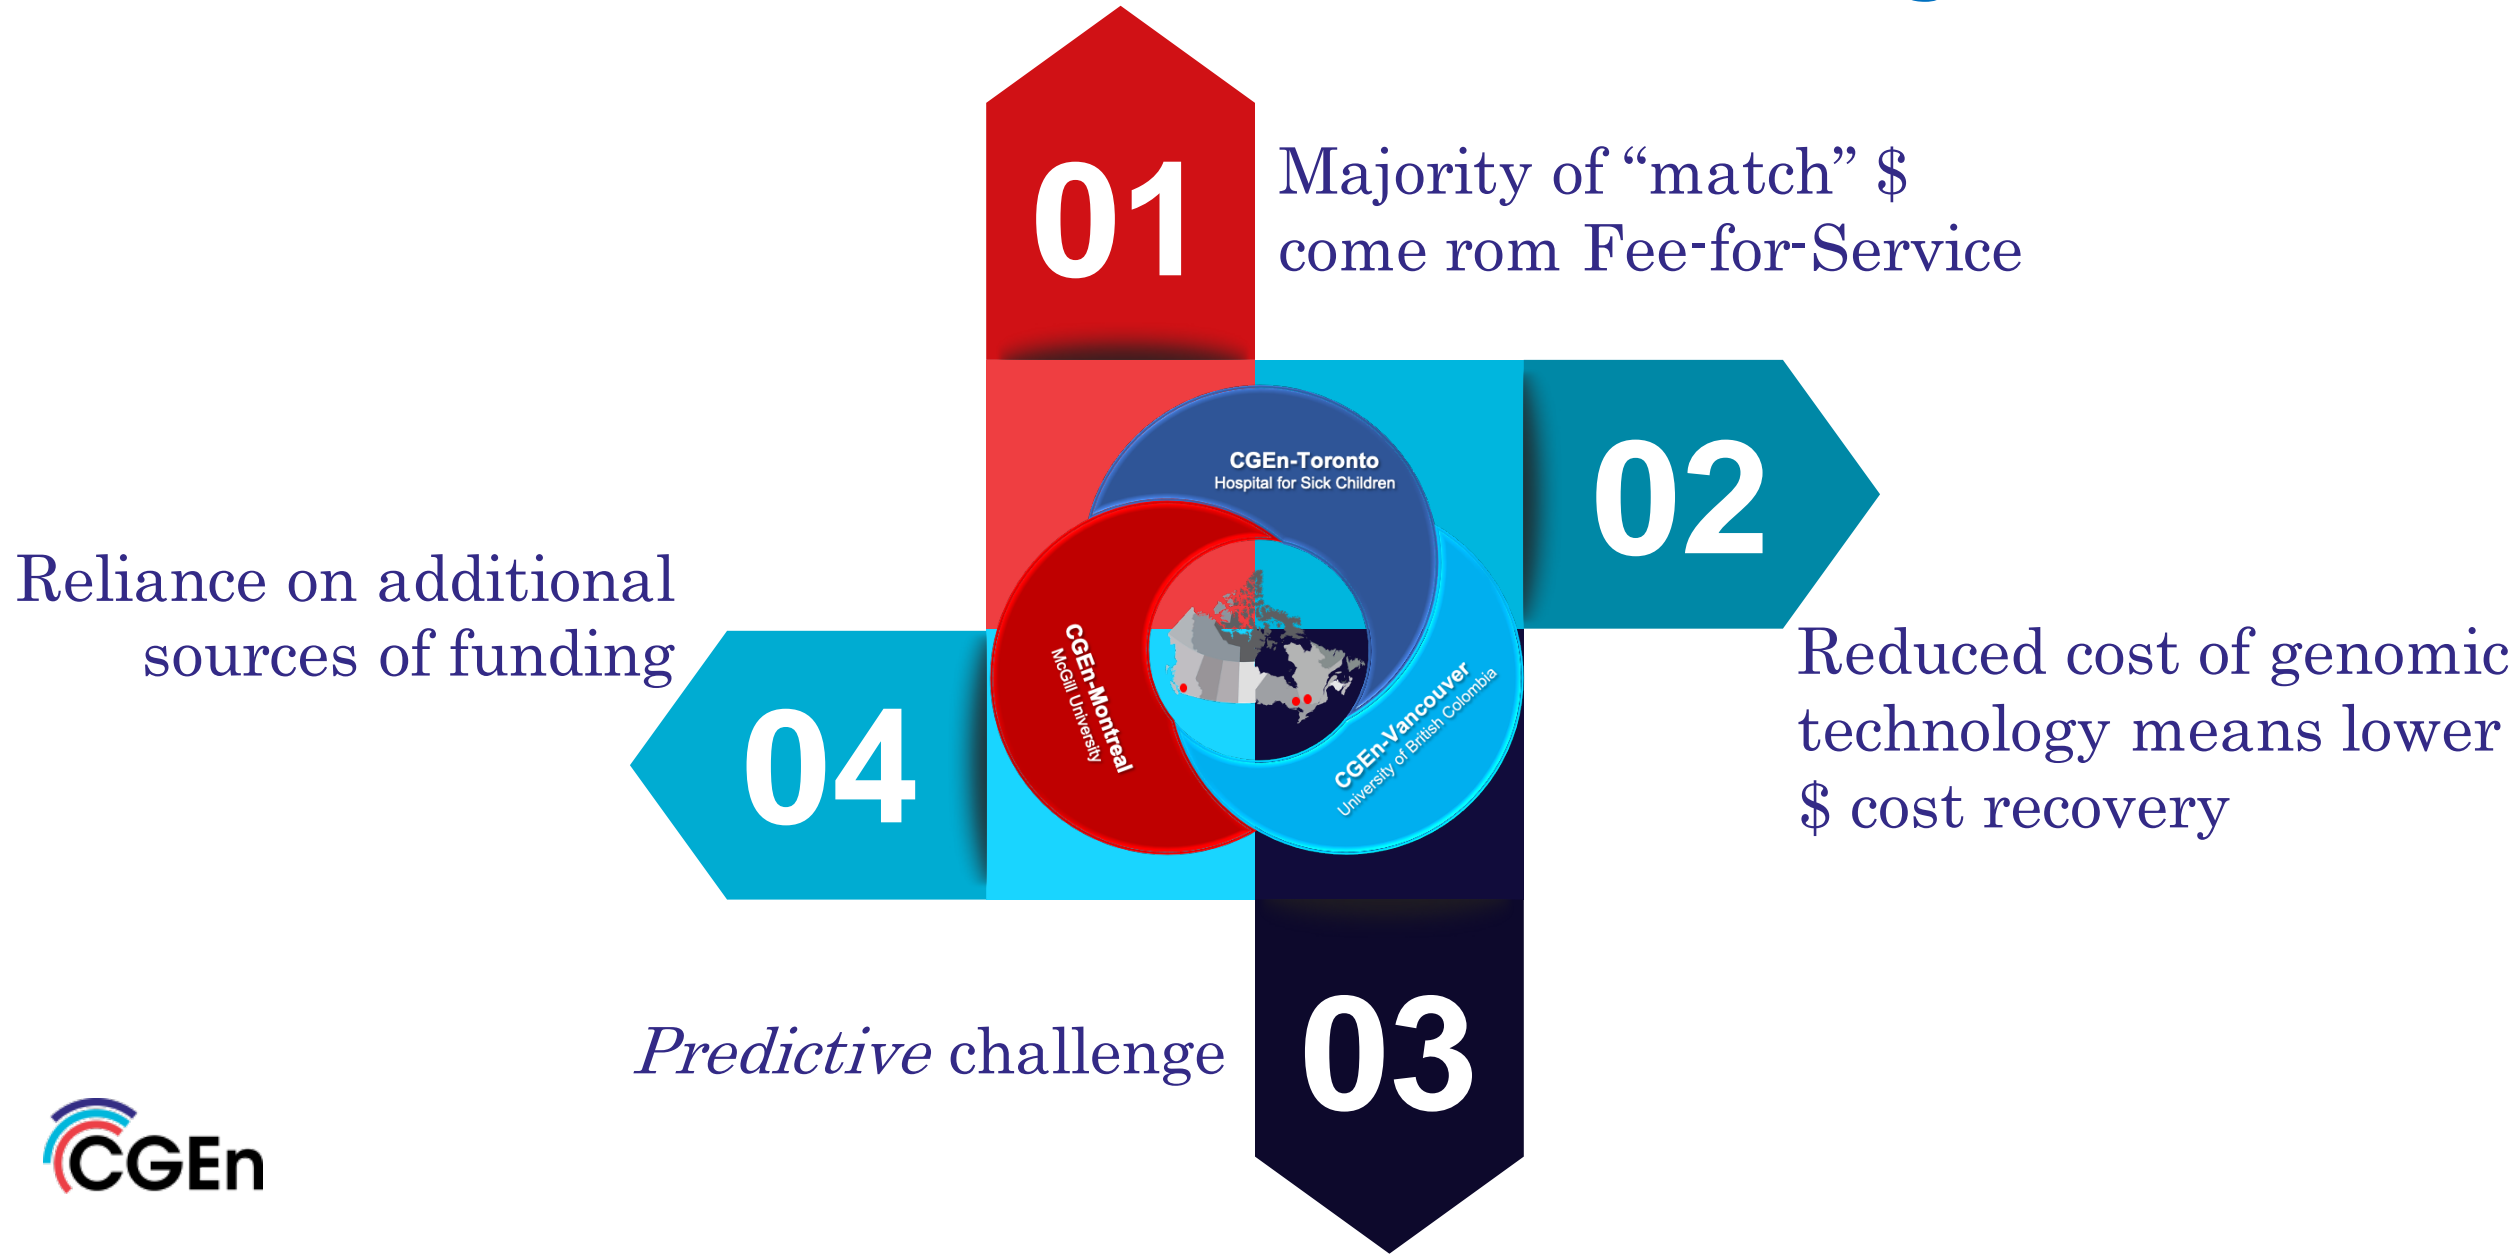 01
Majority of “match” $
come rom Fee-for-Service
02
Reduced cost of genomic
technology means lower
$ cost recovery
03
Predictive challenge
04
Reliance on additional
sources of funding
CGEn-Toronto
Hospital for Sick Children
CGEn-Vancouver
University of British Colombia
CGEn-Montreal
McGill University
CGEn